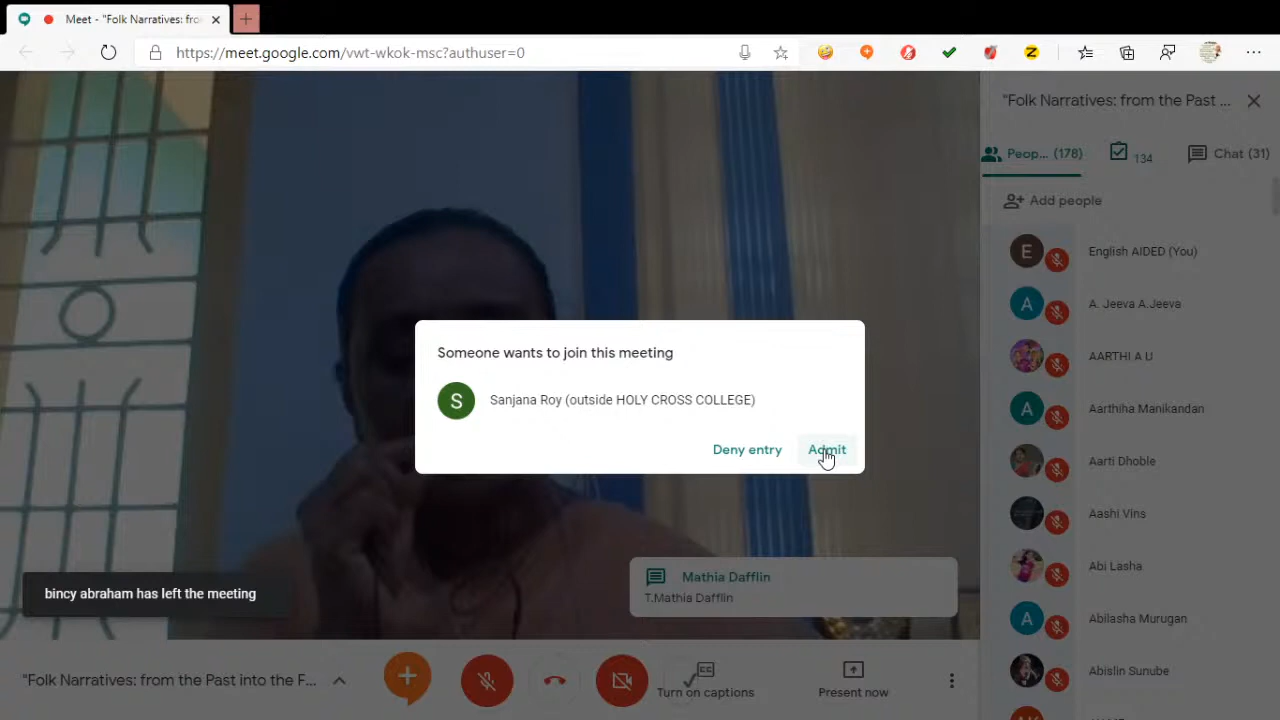 Meet - "Folk Narratives: fro
https://meet.google.com/vwt-wkok-msc?authuser=0
"Folk Narratives: from the Past ...
Peop... (178)
134
Chat (31)
Add people
E
English AIDED (You)
A
A. Jeeva A.Jeeva
AARTHI A U
A
Aarthiha Manikandan
Aarti Dhoble
Aashi Vins
Abi Lasha
A
Abilasha Murugan
Abislin Sunube
Someone wants to join this meeting
S
Sanjana Roy (outside HOLY CROSS COLLEGE)
Deny entry
Admit
Mathia Dafflin
T.Mathia Dafflin
bincy abraham has left the meeting
"Folk Narratives: from the Past into the F...
CC
Turn on captions
Present now